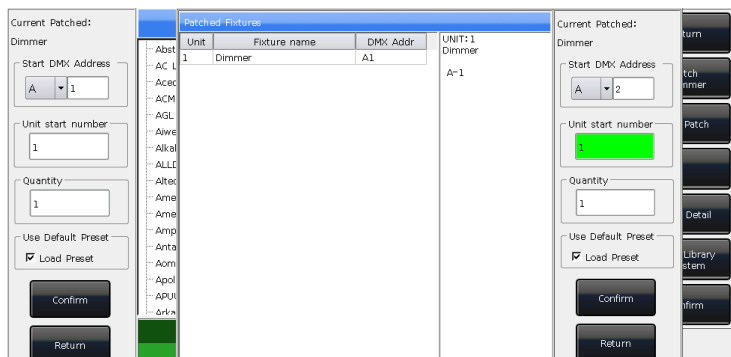 Current Patched:
Dimmer
Start DMX Address
A 1
Unit start number
1
Quantity
1
Use Default Preset
Load Preset
Confirm
Return
Abst
AC L
Aced
ACM
AGL
Aiwe
Alkal
ALLD
Altec
Ame
Ame
Amp
Anta
Aom
Apol
APUU
Arka
Patched Fixtures
Unit Fixture name DMX Addr
1 Dimmer A1
UNIT:1
Dimmer
A-1
Current Patched:
Dimmer
Start DMX Address
A 2
Unit start number
1
Quantity
1
Use Default Preset
Load Preset
Confirm
Return
turn
tch
nmer
Patch
Detail
Library
stem
nfirm